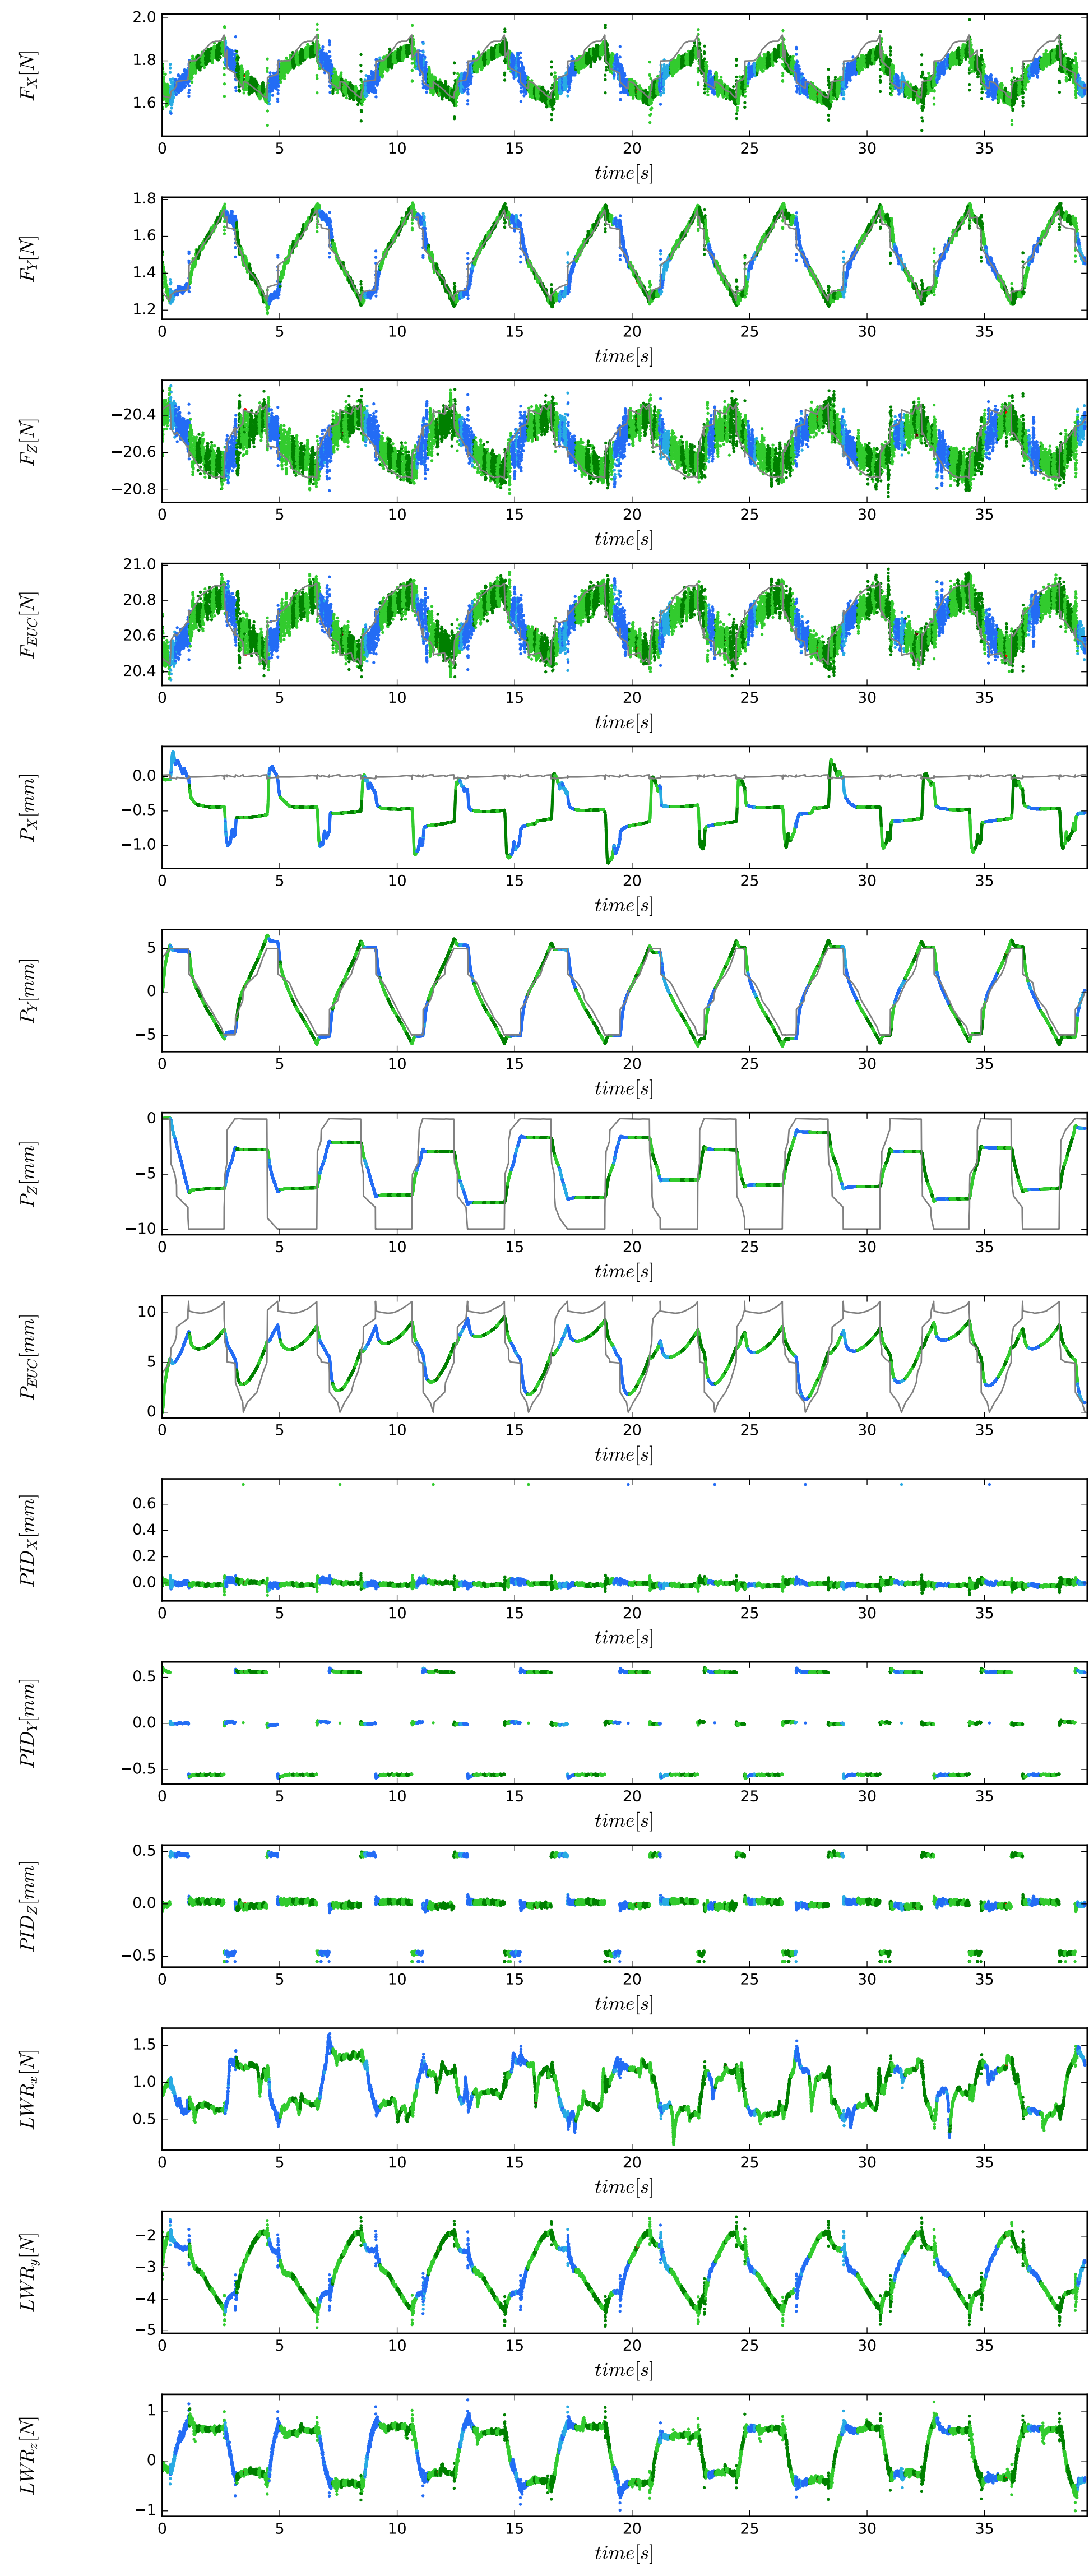 F_X[N]
2.0
1.8
1.6
0 5 10 15 20 25 30 35
time[s]
F_Y[N]
1.8
1.6
1.4
1.2
0 5 10 15 20 25 30 35
time[s]
F_Z[N]
−20.4
−20.6
−20.8
0 5 10 15 20 25 30 35
time[s]
F_EUC[N]
21.0
20.8
20.6
20.4
0 5 10 15 20 25 30 35
time[s]
P_X[mm]
0.0
−0.5
−1.0
0 5 10 15 20 25 30 35
time[s]
P_Y[mm]
5
0
−5
0 5 10 15 20 25 30 35
time[s]
P_Z[mm]
0
−5
−10
0 5 10 15 20 25 30 35
time[s]
P_EUC[mm]
10
5
0
0 5 10 15 20 25 30 35
time[s]
PID_X[mm]
0.6
0.4
0.2
0.0
0 5 10 15 20 25 30 35
time[s]
PID_Y[mm]
0.5
0.0
−0.5
0 5 10 15 20 25 30 35
time[s]
PID_Z[mm]
0.5
0.0
−0.5
0 5 10 15 20 25 30 35
time[s]
LWR_x[N]
1.5
1.0
0.5
0 5 10 15 20 25 30 35
time[s]
LWR_y[N]
−2
−3
−4
−5
0 5 10 15 20 25 30 35
time[s]
LWR_z[N]
1
0
−1
0 5 10 15 20 25 30 35
time[s]